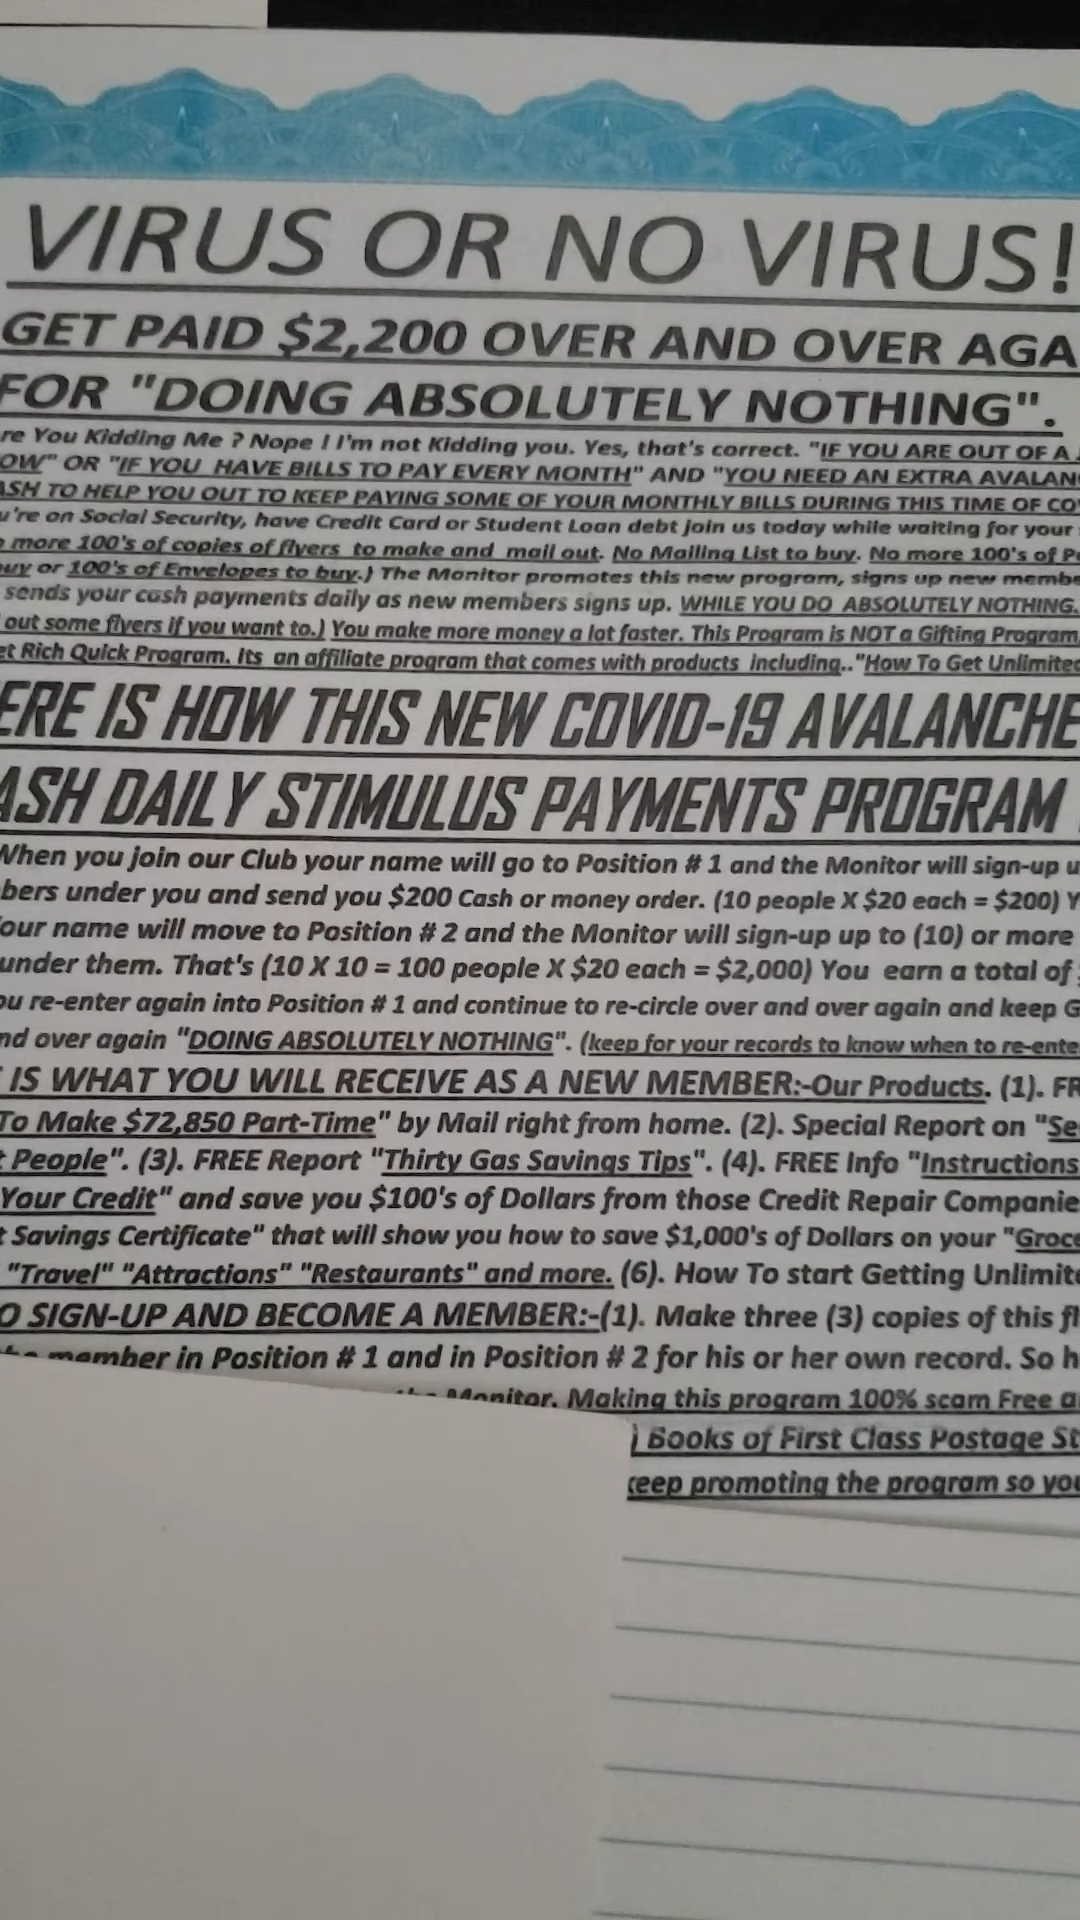 VIRUS OR NO VIRUS!
GET PAID $2,200 OVER AND OVER AGA
FOR "DOING ABSOLUTELY NOTHING".
re You Kidding Me ? Nope ! I'm not Kidding you. Yes, that's correct. "IF YOU ARE OUT OF A
OW" OR "IF YOU HAVE BILLS TO PAY EVERY MONTH" AND "YOU NEED AN EXTRA AVALAN
ASH TO HELP YOU OUT TO KEEP PAYING SOME OF YOUR MONTHLY BILLS DURING THIS TIME OF CO
u're on Social Security, have Credit Card or Student Loan debt join us today while waiting for your
o more 100's of copies of flyers to make and mail out. No Mailing List to buy. No more 100's of P
buy or 100's of Envelopes to buy.) The Monitor promotes this new program, signs up new membe
sends your cash payments daily as new members signs up. WHILE YOU DO ABSOLUTELY NOTHING.
out some flyers if you want to.) You make more money a lot faster. This Program is NOT a Gifting Program
et Rich Quick Program. Its an affiliate program that comes with products including.."How To Get Unlimited
ERE IS HOW THIS NEW COVID-19 AVALANCHE
ASH DAILY STIMULUS PAYMENTS PROGRAM
When you join our Club your name will go to Position # 1 and the Monitor will sign-up u
bers under you and send you $200 Cash or money order. (10 people X $20 each = $200) Y
our name will move to Position # 2 and the Monitor will sign-up up to (10) or more
under them. That's (10 X 10 = 100 people X $20 each = $2,000) You earn a total of
ou re-enter again into Position # 1 and continue to re-circle over and over again and keep G
nd over again "DOING ABSOLUTELY NOTHING". (keep for your records to know when to re-ente
IS WHAT YOU WILL RECEIVE AS A NEW MEMBER:-Our Products. (1). FR
To Make $72,850 Part-Time" by Mail right from home. (2). Special Report on "Se
t People". (3). FREE Report "Thirty Gas Savings Tips". (4). FREE Info "Instructions
Your Credit" and save you $100's of Dollars from those Credit Repair Companie
t Savings Certificate" that will show you how to save $1,000's of Dollars on your "Groce
"Travel" "Attractions" "Restaurants" and more. (6). How To start Getting Unlimite
O SIGN-UP AND BECOME A MEMBER:-(1). Make three (3) copies of this fl
member in Position # 1 and in Position # 2 for his or her own record. So h
Monitor. Making this program 100% scam Free a
) Books of First Class Postage St
keep promoting the program so you